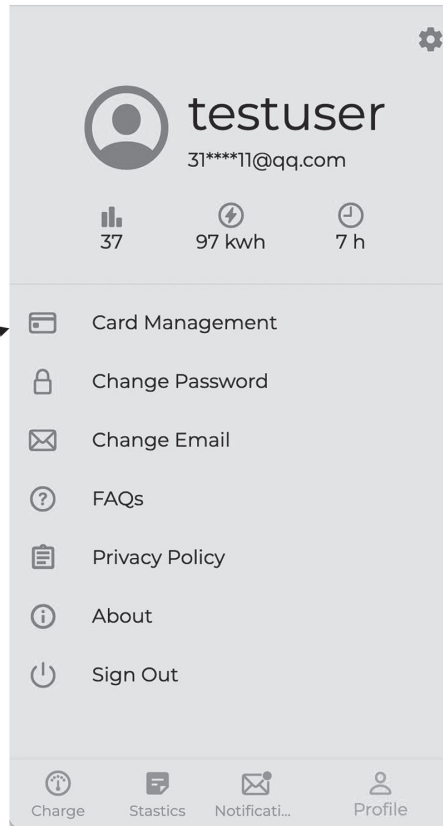 testuser
31****11@qq.com
37 97 kwh 7 h
Card Management
Change Password
Change Email
FAQs
Privacy Policy
About
Sign Out
Charge Stastics Notificati... Profile